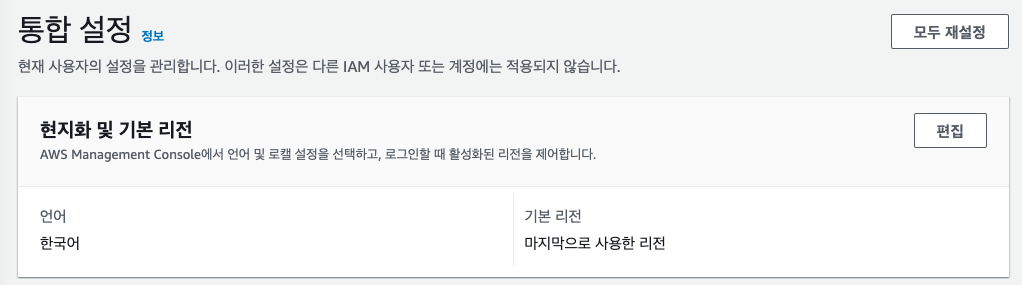 통합 설정 정보
모두 재설정
현재 사용자의 설정을 관리합니다. 이러한 설정은 다른 IAM 사용자 또는 계정에는 적용되지 않습니다.
현지화 및 기본 리전
편집
AWS Management Console에서 언어 및 로캘 설정을 선택하고, 로그인할 때 활성화된 리전을 제어합니다.
언어
한국어
기본 리전
마지막으로 사용한 리전